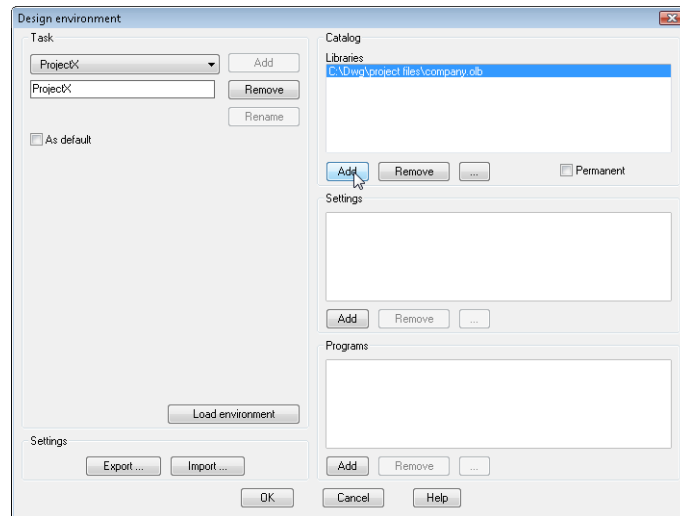 Design environment
Task
ProjectX
Add
ProjectX
Remove
Rename
As default
Load environment
Settings
Export ...
Import ...
Catalog
Libraries
C:\Dwg\project files\company.olb
Add
Remove
...
Permanent
Settings
Add
Remove
...
Programs
Add
Remove
...
OK
Cancel
Help